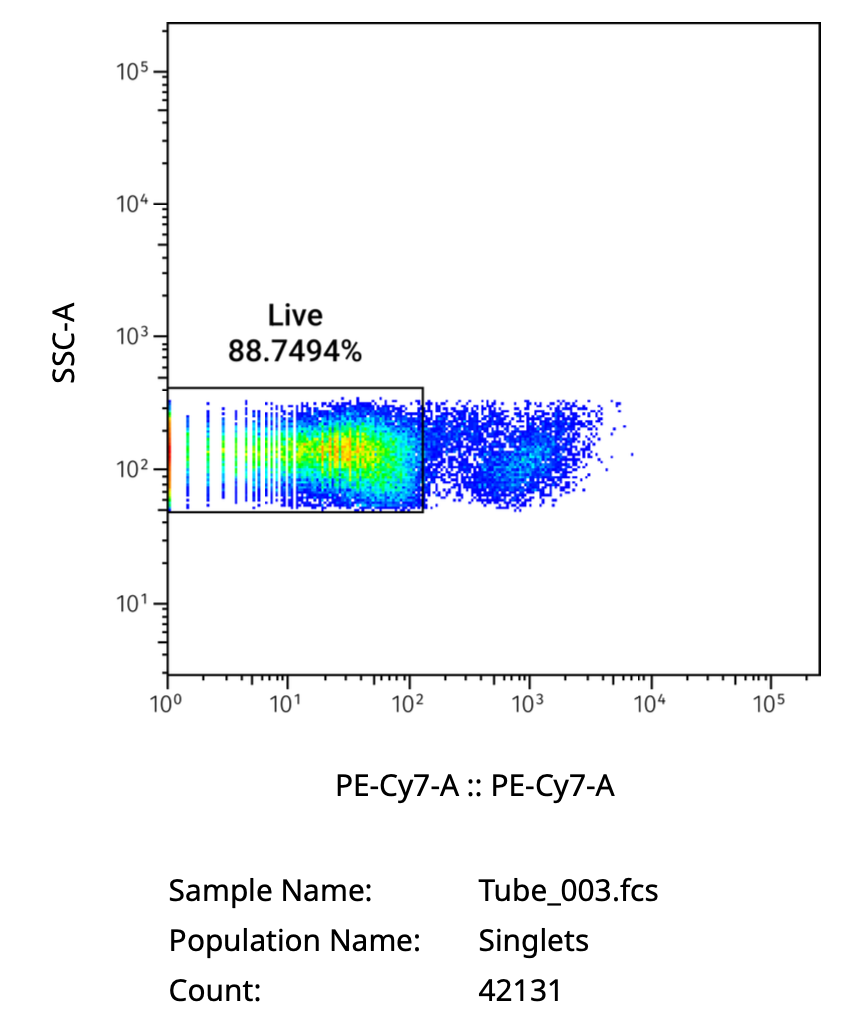 10⁵
10⁴
10³
10²
10¹
SSC-A
Live
88.7494%
10⁰ 10¹ 10² 10³ 10⁴ 10⁵
PE-Cy7-A :: PE-Cy7-A
Sample Name: Tube_003.fcs
Population Name: Singlets
Count: 42131